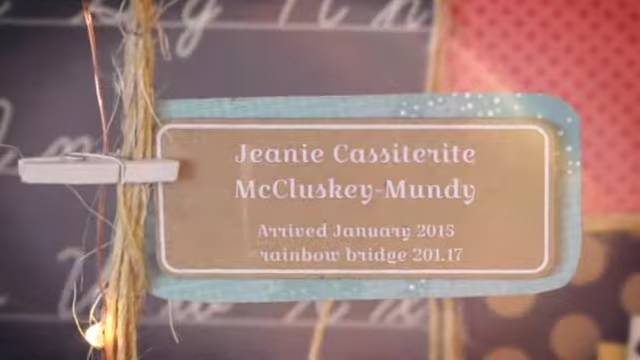 Jeanie Cassiterite
McCluskey-Mundy
Arrived January 2015
rainbow bridge 201.17